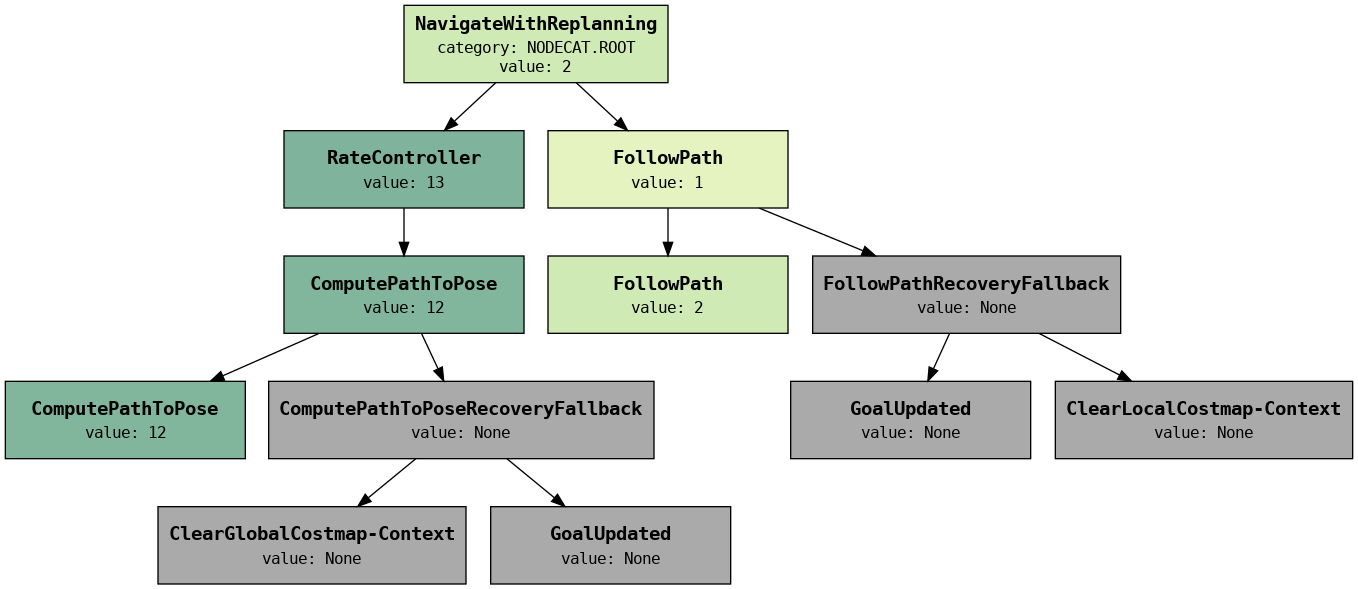 NavigateWithReplanning
category: NODECAT.ROOT
value: 2
RateController
value: 13
FollowPath
value: 1
ComputePathToPose
value: 12
FollowPath
value: 2
FollowPathRecoveryFallback
value: None
ComputePathToPose
value: 12
ComputePathToPoseRecoveryFallback
value: None
GoalUpdated
value: None
ClearLocalCostmap-Context
value: None
ClearGlobalCostmap-Context
value: None
GoalUpdated
value: None